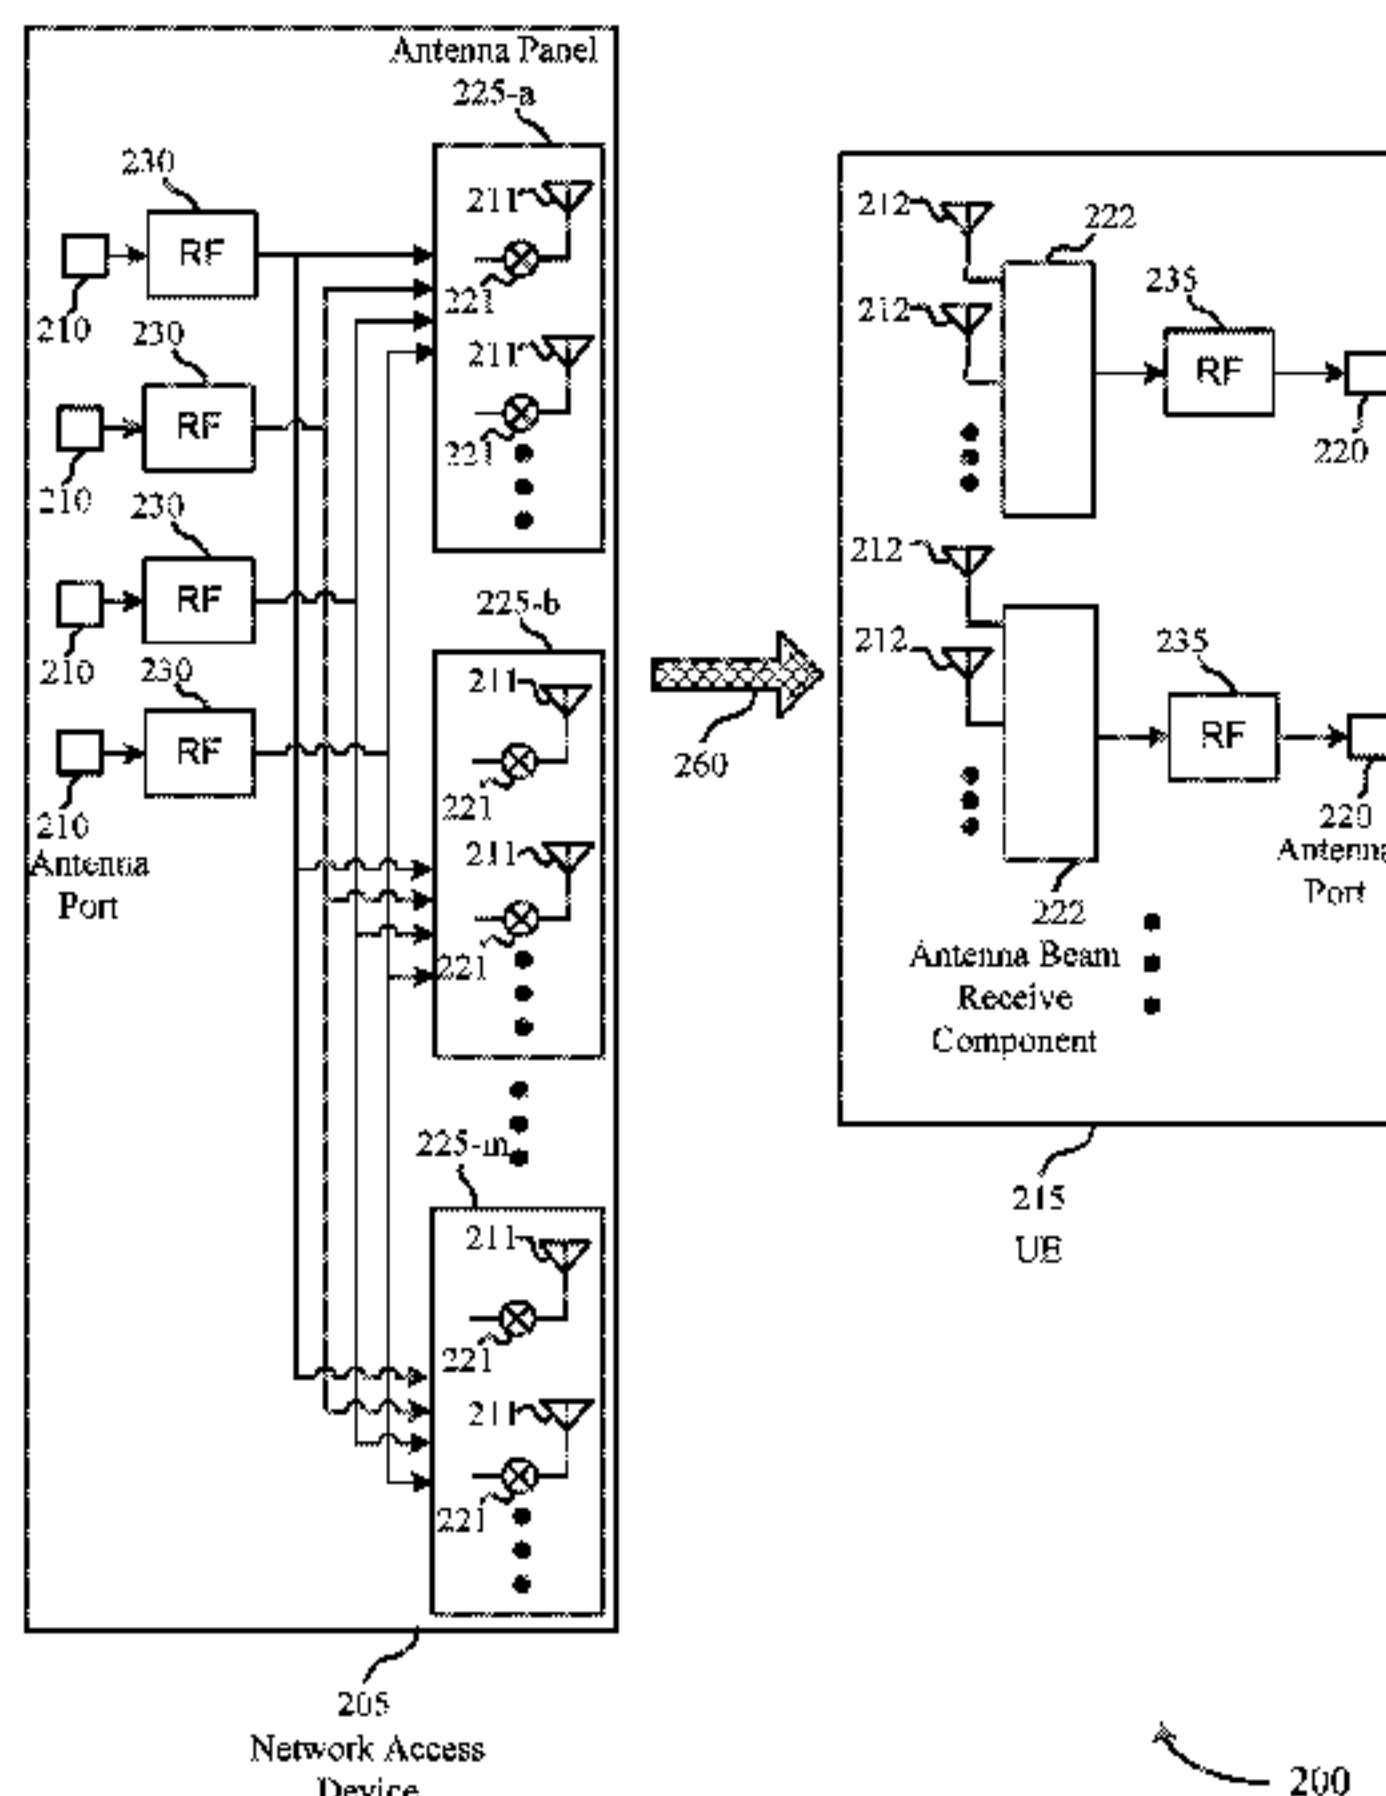 Antenna Panel
225-a
230
RF
210
211
221
211
221
230
RF
210
230
RF
210
230
RF
210
Antenna
Port
225-b
211
221
211
221
225-m
211
221
211
221
205
Network Access
Device
260
212
212
222
235
RF
220
212
212
235
RF
220
Antenna
Port
222
Antenna Beam
Receive
Component
215
UE
200